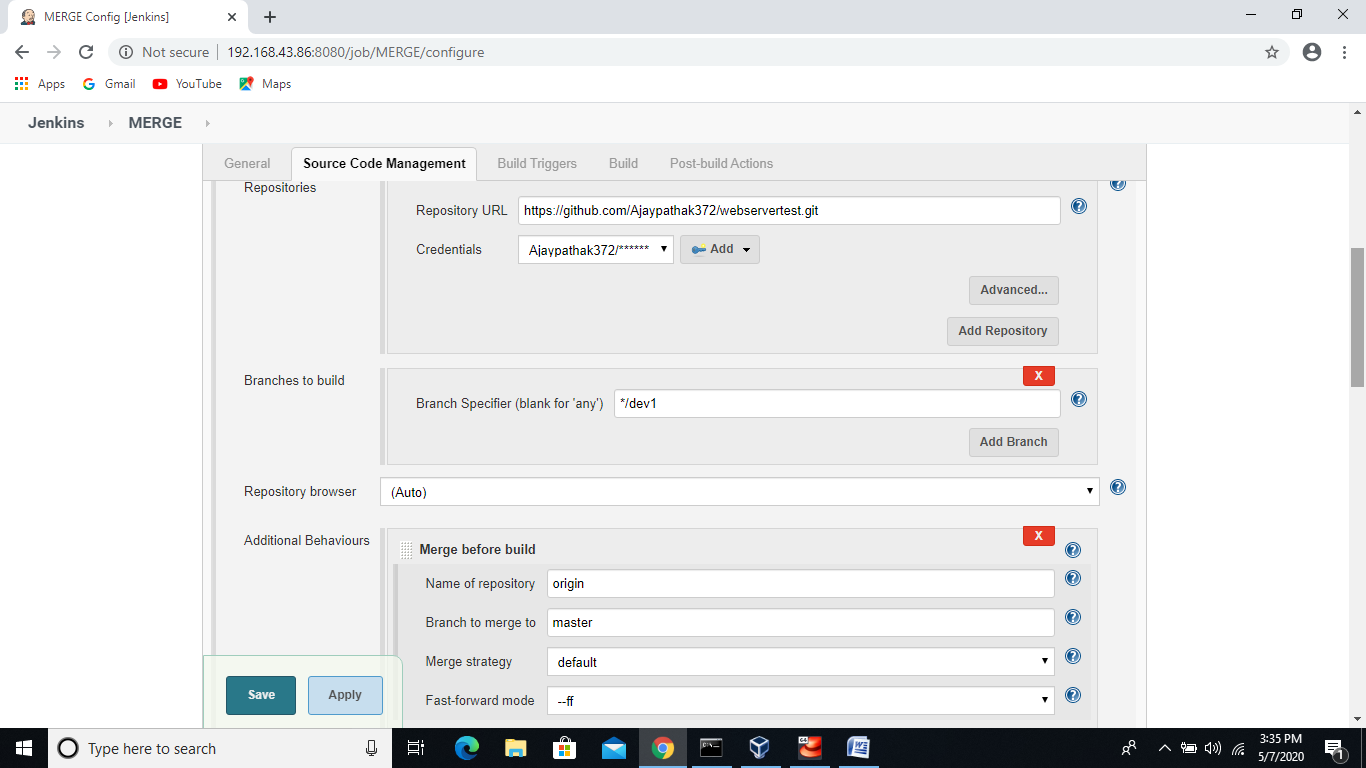 MERGE Config [Jenkins]
Not secure 192.168.43.86:8080/job/MERGE/configure
Apps Gmail YouTube Maps
Jenkins MERGE
General Source Code Management Build Triggers Build Post-build Actions
Repositories
Repository URL https://github.com/Ajaypathak372/webservertest.git
Credentials Ajaypathak372/****** Add
Advanced...
Add Repository
X
Branches to build
Branch Specifier (blank for 'any') */dev1
Add Branch
Repository browser (Auto)
X
Additional Behaviours Merge before build
Name of repository origin
Branch to merge to master
Merge strategy default
Fast-forward mode --ff
Save Apply
Type here to search
3:35 PM
5/7/2020
1
64